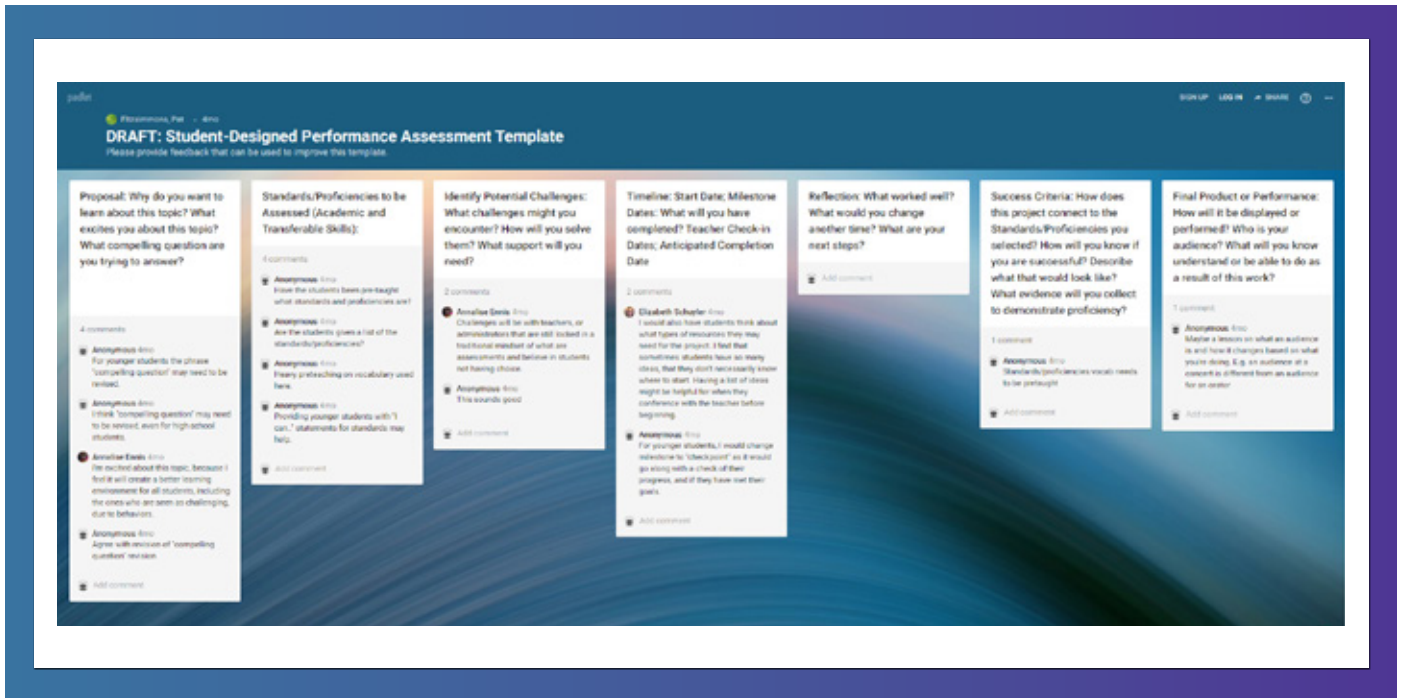 padlet
SIGN UP LOG IN SHARE
Fitzsimmons, Pat 4mo
DRAFT: Student-Designed Performance Assessment Template
Please provide feedback that can be used to improve this template.
Proposal: Why do you want to
learn about this topic? What
excites you about this topic?
What compelling question are
you trying to answer?
4 comments
Anonymous 4mo
For younger students the phrase
"compelling question" may need to be
revised.
Anonymous 4mo
I think "compelling question" may need
to be revised, even for high school
students.
Annalise Ennis 4mo
I'm excited about this topic, because I
feel it will create a better learning
environment for all students, including
the ones who are seen as challenging,
due to behaviors.
Anonymous 4mo
Agree with revision of "compelling
question" revision
Add comment
Standards/Proficiencies to be
Assessed (Academic and
Transferable Skills):
4 comments
Anonymous 4mo
Have the students been pre-taught
what standards and proficiencies are?
Anonymous 4mo
Are the students given a list of the
standards/proficiencies?
Anonymous 4mo
Heavy preteaching on vocabulary used
here.
Anonymous 4mo
Providing younger students with "I
can.." statements for standards may
help.
Add comment
Identify Potential Challenges:
What challenges might you
encounter? How will you solve
them? What support will you
need?
2 comments
Annalise Ennis 4mo
Challenges will be with teachers, or
administrators that are still locked in a
traditional mindset of what are
assessments and believe in students
not having choice.
Anonymous 4mo
This sounds good
Add comment
Timeline: Start Date; Milestone
Dates: What will you have
completed? Teacher Check-in
Dates; Anticipated Completion
Date
2 comments
Elizabeth Schuyler 4mo
I would also have students think about
what types of resources they may
need for the project. I find that
sometimes students have so many
ideas, that they don't necessarily know
where to start. Having a list of ideas
might be helpful for when they
conference with the teacher before
beginning.
Anonymous 4mo
For younger students, I would change
milestone to "checkpoint" as it would
go along with a check of their
progress, and if they have met their
goals.
Add comment
Reflection: What worked well?
What would you change
another time? What are your
next steps?
Add comment
Success Criteria: How does
this project connect to the
Standards/Proficiencies you
selected? How will you know if
you are successful? Describe
what that would look like?
What evidence will you collect
to demonstrate proficiency?
1 comment
Anonymous 4mo
Standards/proficiencies vocab needs
to be pretaught
Add comment
Final Product or Performance:
How will it be displayed or
performed? Who is your
audience? What will you know
understand or be able to do as
a result of this work?
1 comment
Anonymous 4mo
Maybe a lesson on what an audience
is and how it changes based on what
you're doing. E.g. an audience at a
concert is different from an audience
for an orator
Add comment